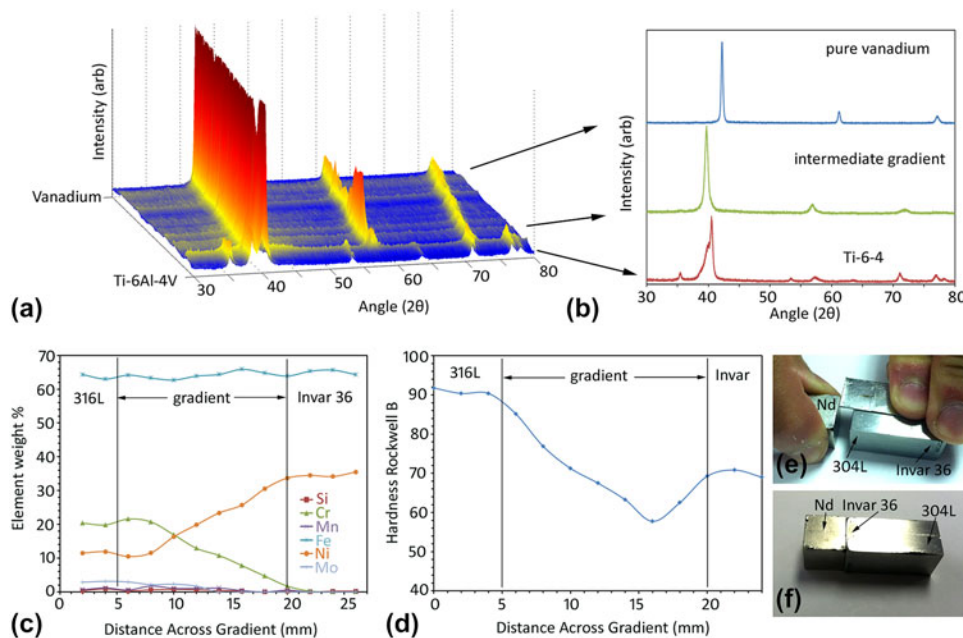 Intensity (arb)
Vanadium
Ti-6Al-4V
30
40
50
60
70
80
Angle (2θ)
(a)
Intensity (arb)
pure vanadium
intermediate gradient
Ti-6-4
30
40
50
60
70
80
Angle (2θ)
(b)
Element weight %
70
60
50
40
30
20
10
0
316L
gradient
Invar 36
Si
Cr
Mn
Fe
Ni
Mo
0
5
10
15
20
25
Distance Across Gradient (mm)
(c)
Hardness Rockwell B
100
90
80
70
60
50
40
316L
gradient
Invar
0
5
10
15
20
Distance Across Gradient (mm)
(d)
Nd
304L
Invar 36
(e)
Nd Invar 36
304L
(f)